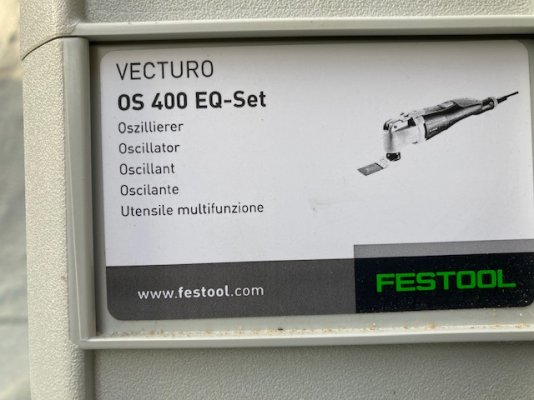 VECTURO
OS 400 EQ-Set
Oszillierer
Oscillator
Oscillant
Oscilante
Utensile multifunzione
www.festool.com
FESTOOL